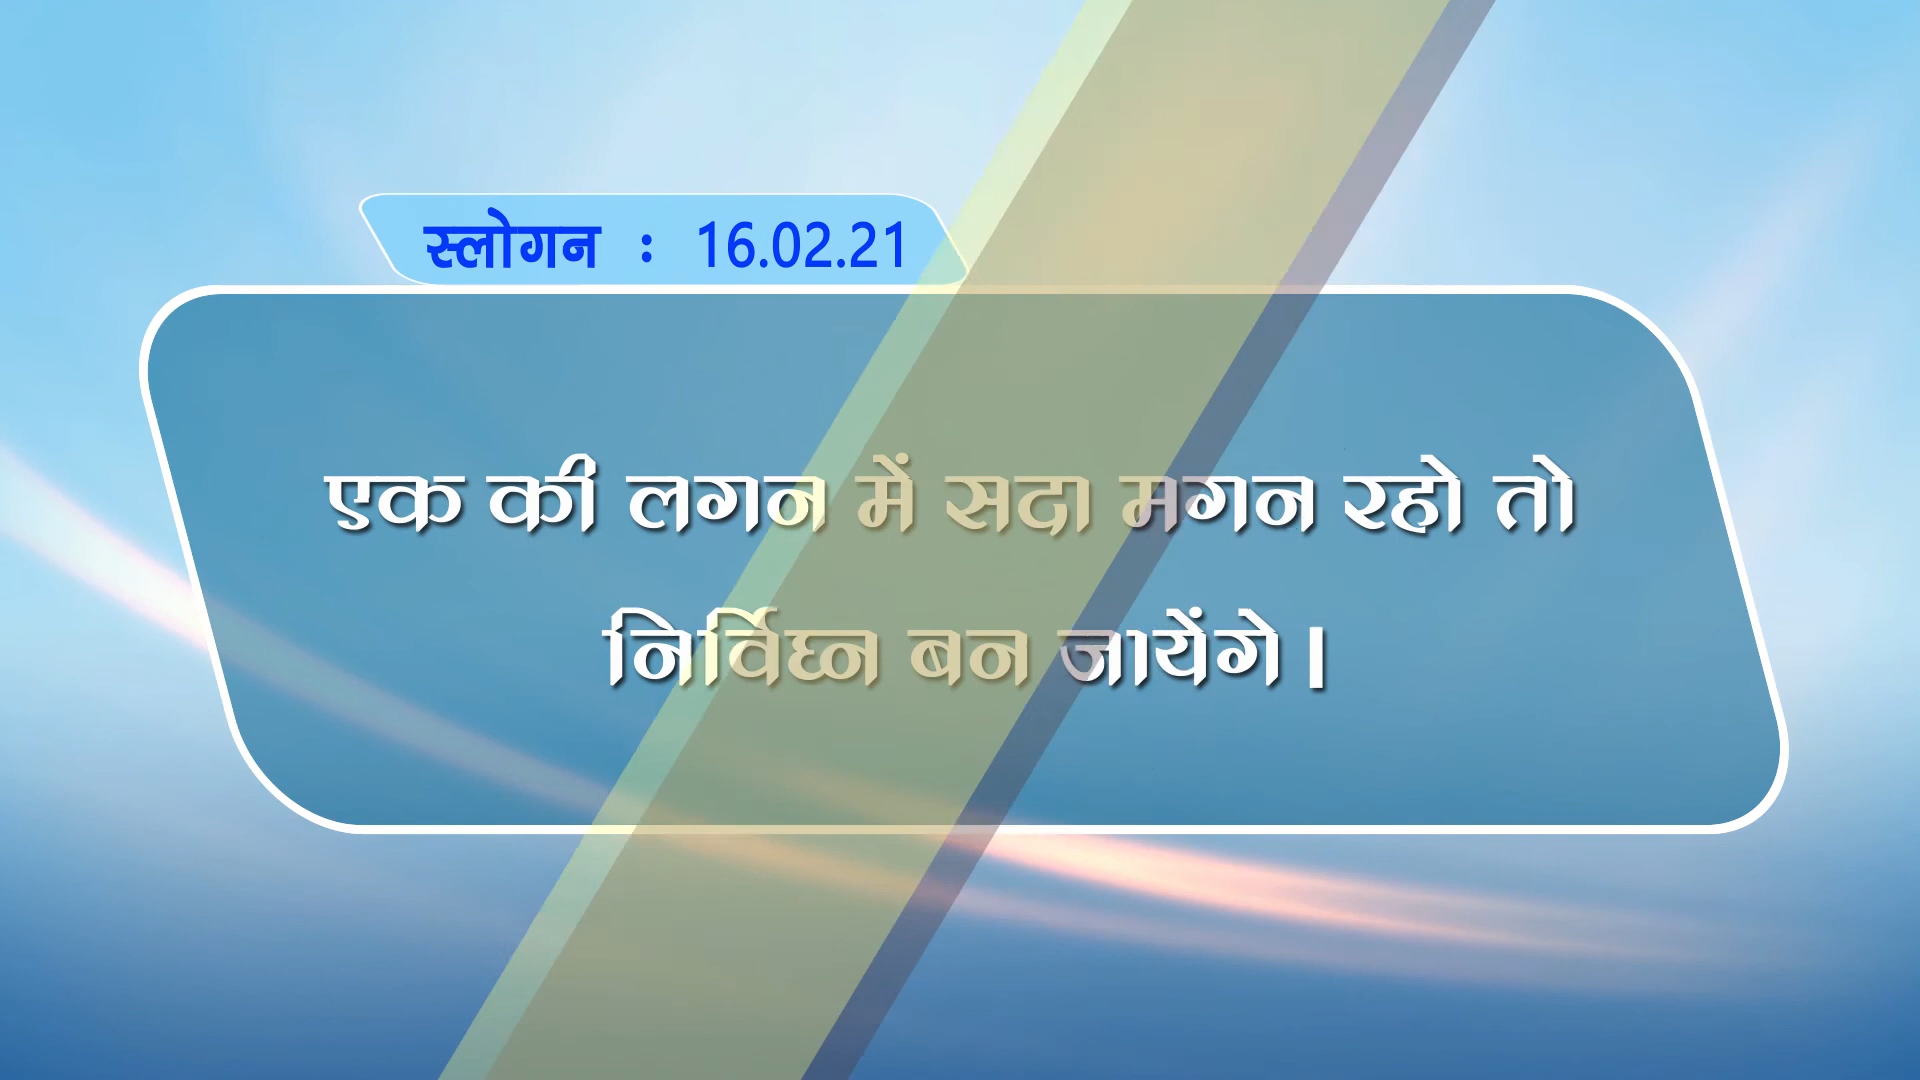 स्लोगन : 16.02.21
एक की लगन में सदा मगन रहो तो
निर्विघ्न बन जायेंगे।